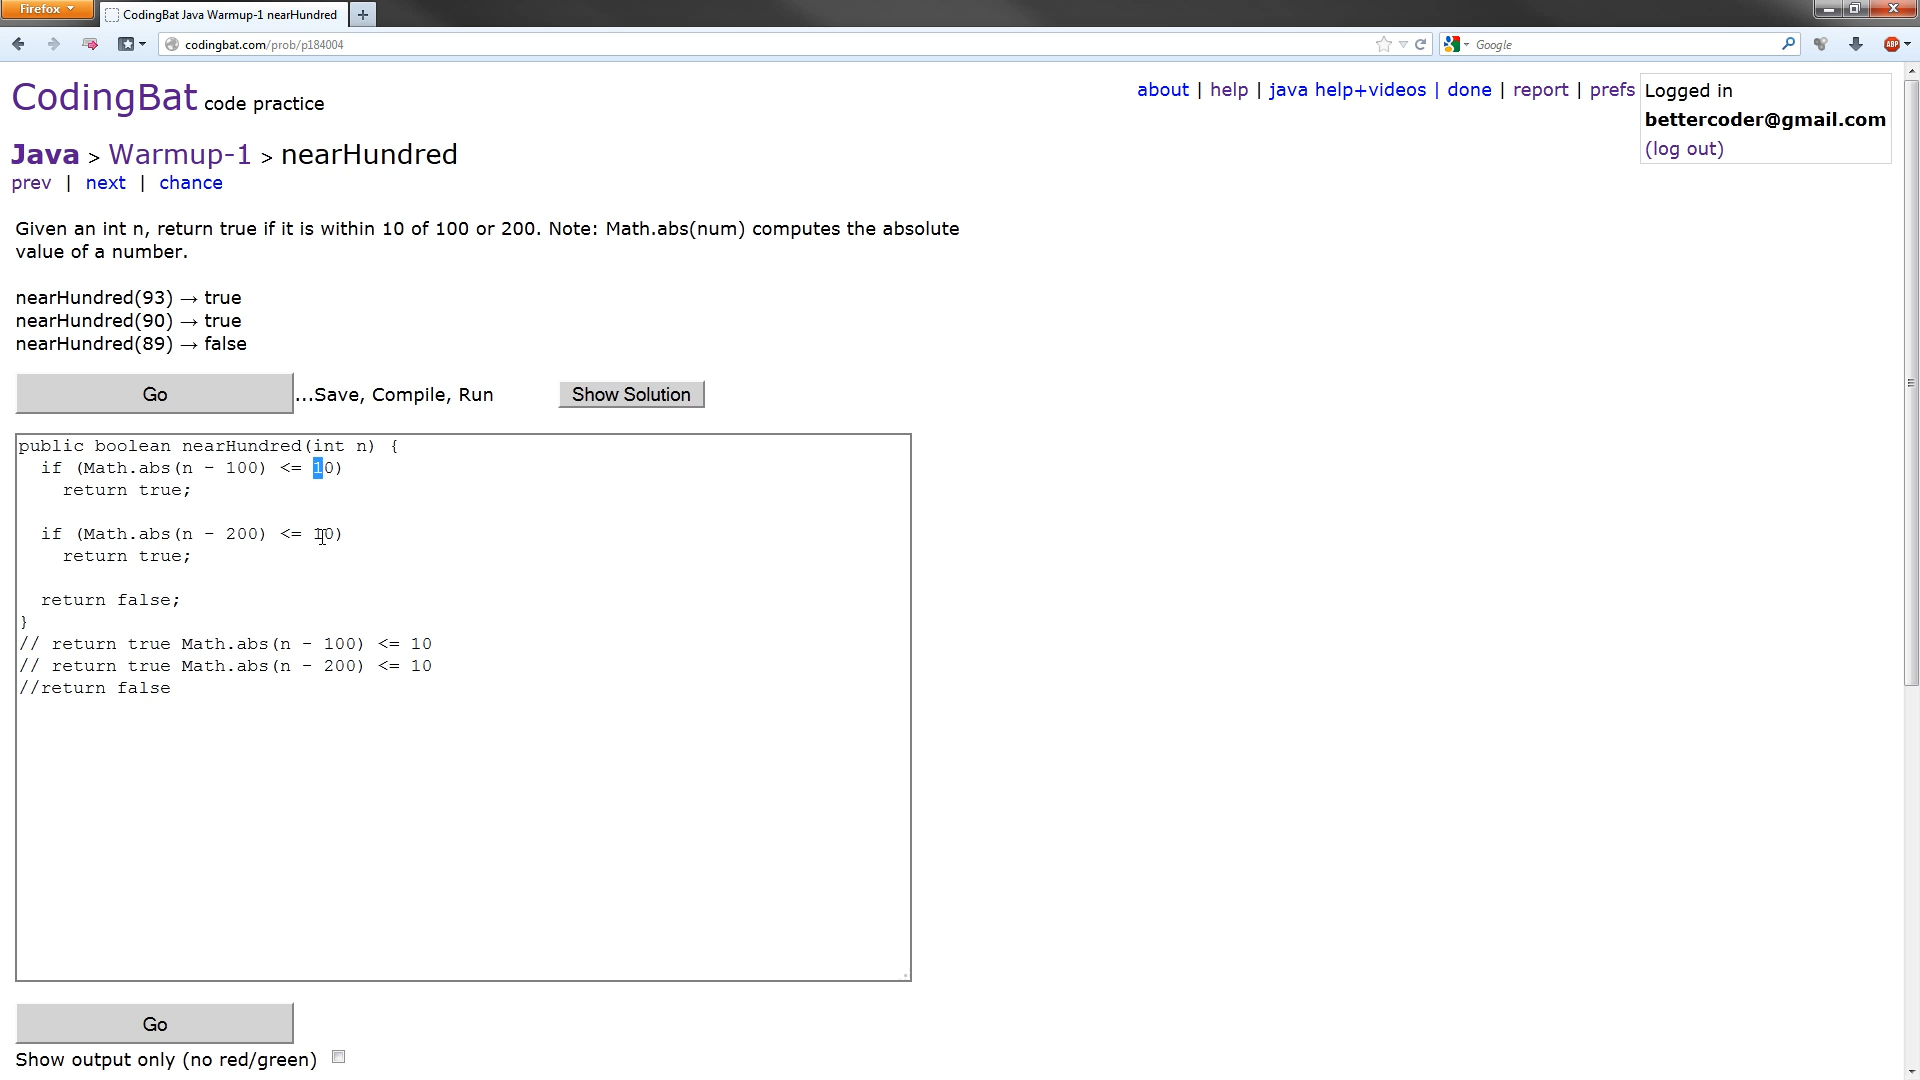 Firefox
CodingBat Java Warmup-1 nearHundred
codingbat.com/prob/p184004
Google
ABP
CodingBat code practice
about | help | java help+videos | done | report | prefs
Logged in
bettercoder@gmail.com
(log out)
Java > Warmup-1 > nearHundred
prev | next | chance
Given an int n, return true if it is within 10 of 100 or 200. Note: Math.abs(num) computes the absolute
value of a number.
nearHundred(93) → true
nearHundred(90) → true
nearHundred(89) → false
Go ...Save, Compile, Run Show Solution
public boolean nearHundred(int n) {
if (Math.abs(n - 100) <= 10)
return true;
if (Math.abs(n - 200) <= 10)
return true;
return false;
}
// return true Math.abs(n - 100) <= 10
// return true Math.abs(n - 200) <= 10
//return false
Go
Show output only (no red/green)